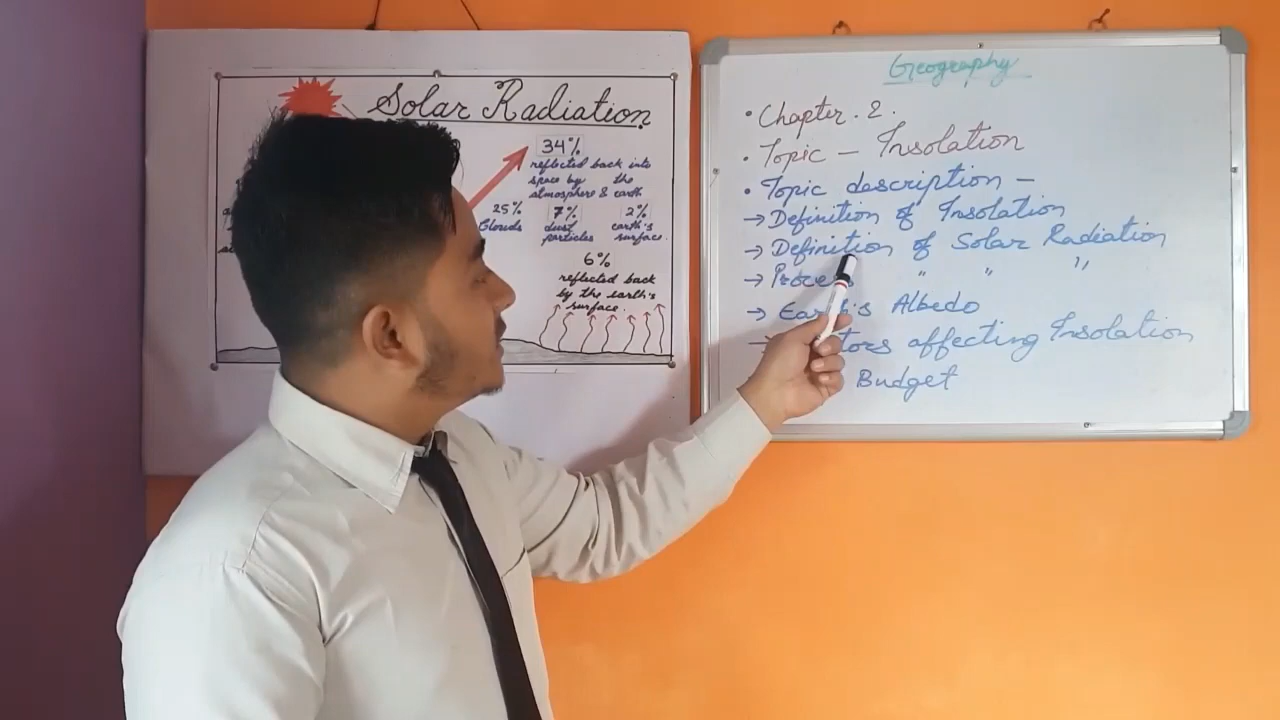 Solar Radiation
34%
reflected back into
space by the
atmosphere & earth
25% 7% 2%
Clouds dust earth's
particles surface.
6%
reflected back
by the earth's
surface.
Geography
• Chapter . 2.
• Topic – Insolation
• Topic description –
→ Definition of Insolation
→ Definition of Solar Radiation
→ Proces " " "
→ Earth's Albedo
affecting Insolation
Budget